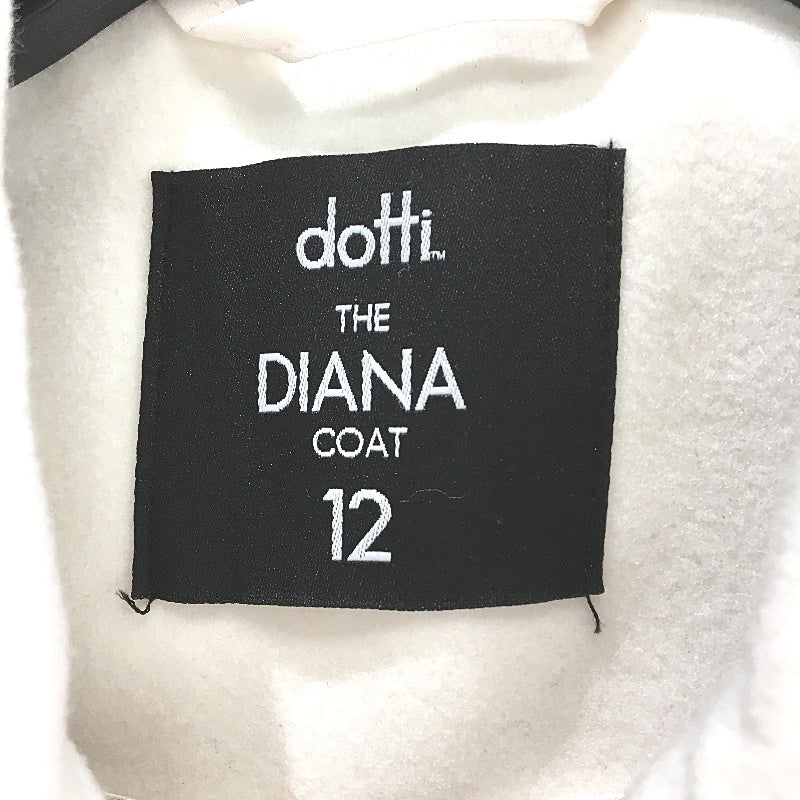 dotti™
THE
DIANA
COAT
12